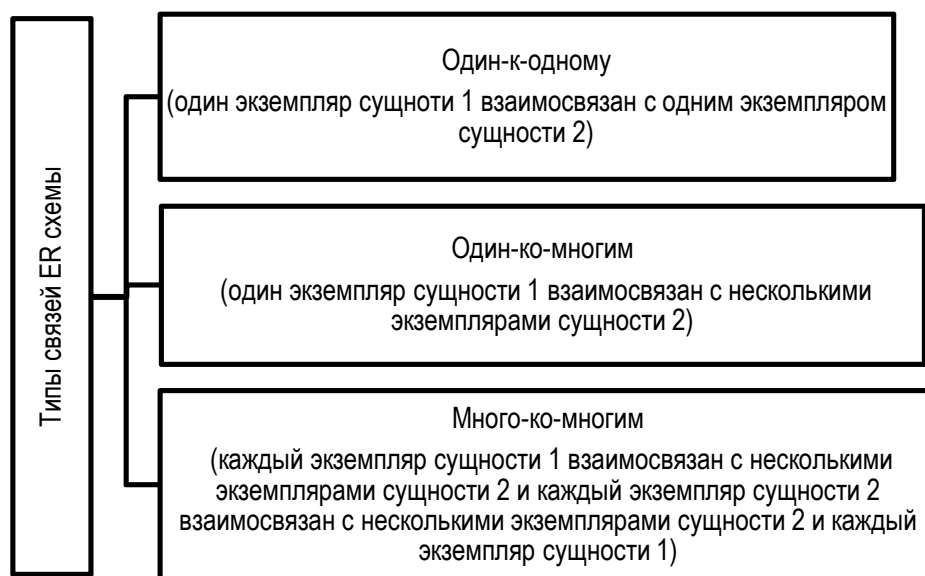 Типы связей ER схемы
Один-к-одному
(один экземпляр сущноти 1 взаимосвязан с одним экземпляром
сущности 2)
Один-ко-многим
(один экземпляр сущности 1 взаимосвязан с несколькими
экземплярами сущности 2)
Много-ко-многим
(каждый экземпляр сущности 1 взаимосвязан с несколькими
экземплярами сущности 2 и каждый экземпляр сущности 2
взаимосвязан с несколькими экземплярами сущности 2 и каждый
экземпляр сущности 1)